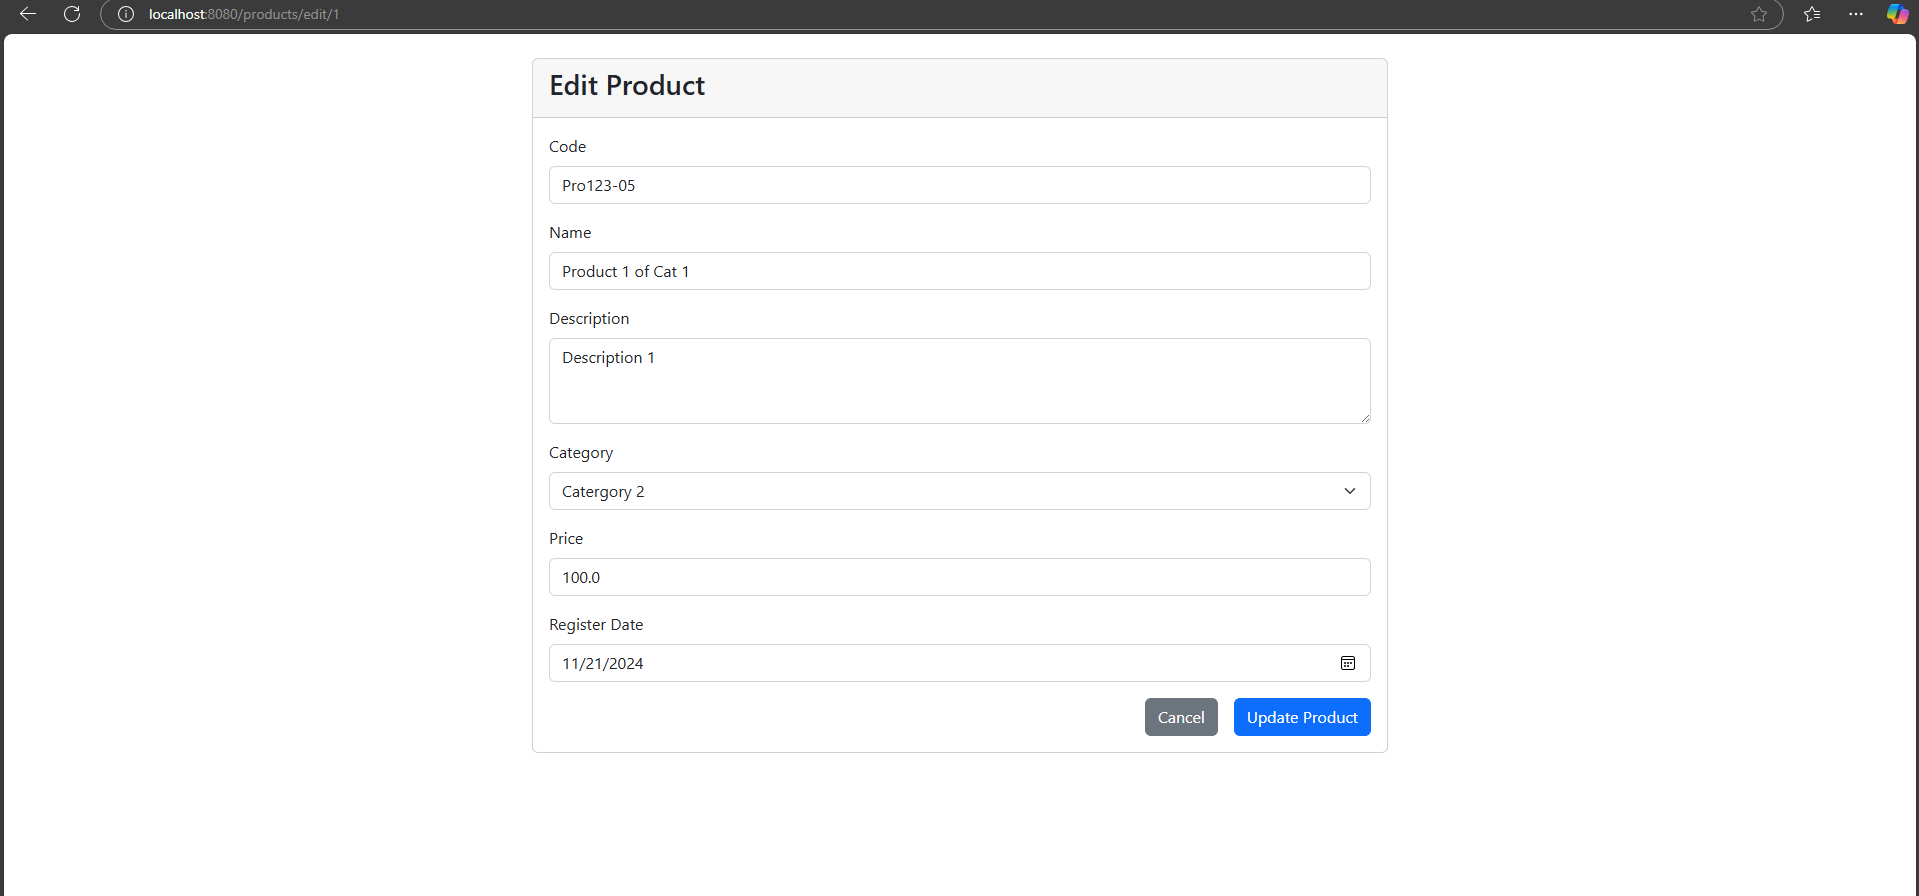 localhost:8080/products/edit/1
Edit Product
Code
Pro123-05
Name
Product 1 of Cat 1
Description
Description 1
Category
Catergory 2
Price
100.0
Register Date
11/21/2024
Cancel Update Product